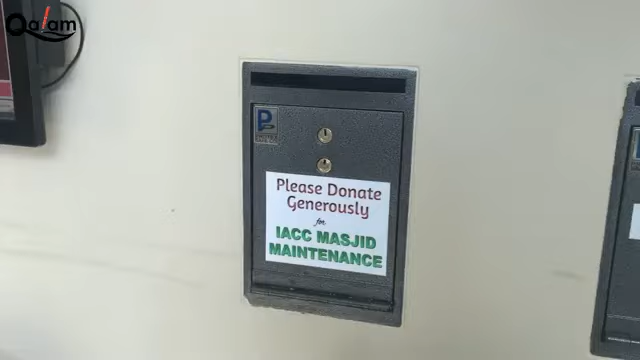 Qalam
Please Donate
Generously
for
IACC MASJID
MAINTENANCE